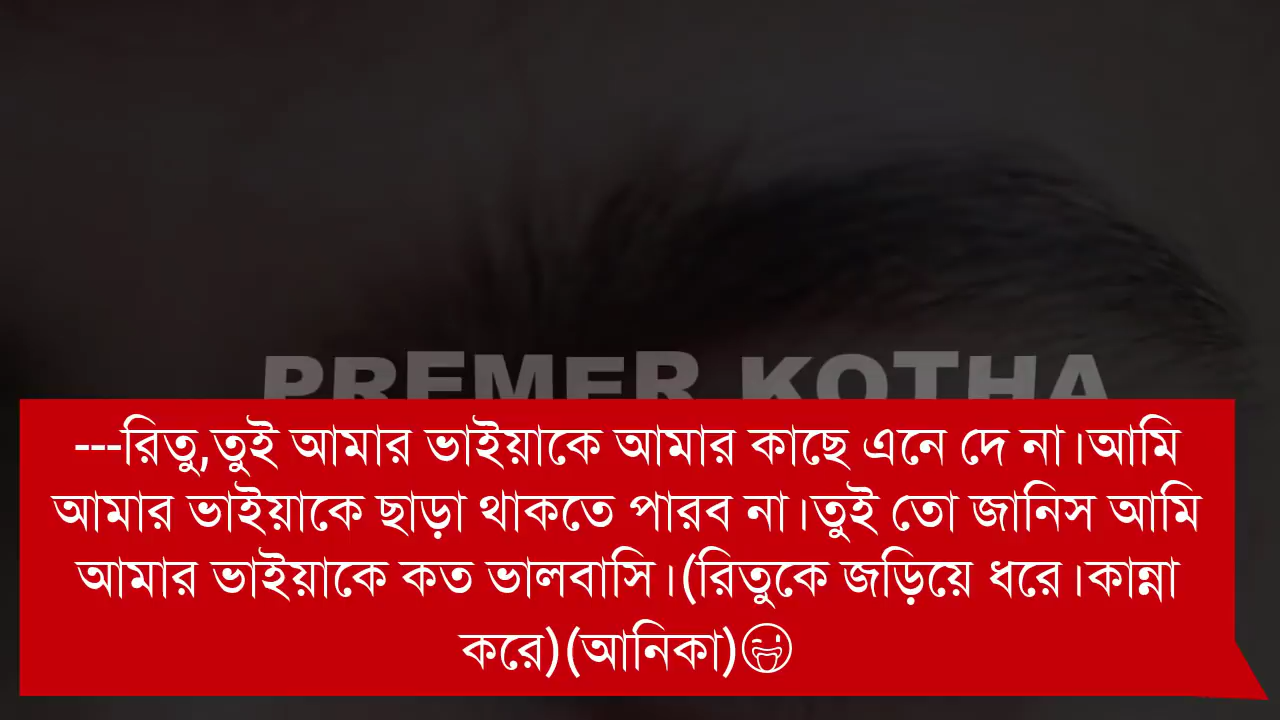 PREMER KOTHA
---রিতু,তুই আমার ভাইয়াকে আমার কাছে এনে দে না।আমি
আমার ভাইয়াকে ছাড়া থাকতে পারব না।তুই তো জানিস আমি
আমার ভাইয়াকে কত ভালবাসি।(রিতুকে জড়িয়ে ধরে।কান্না
করে)(আনিকা)😜